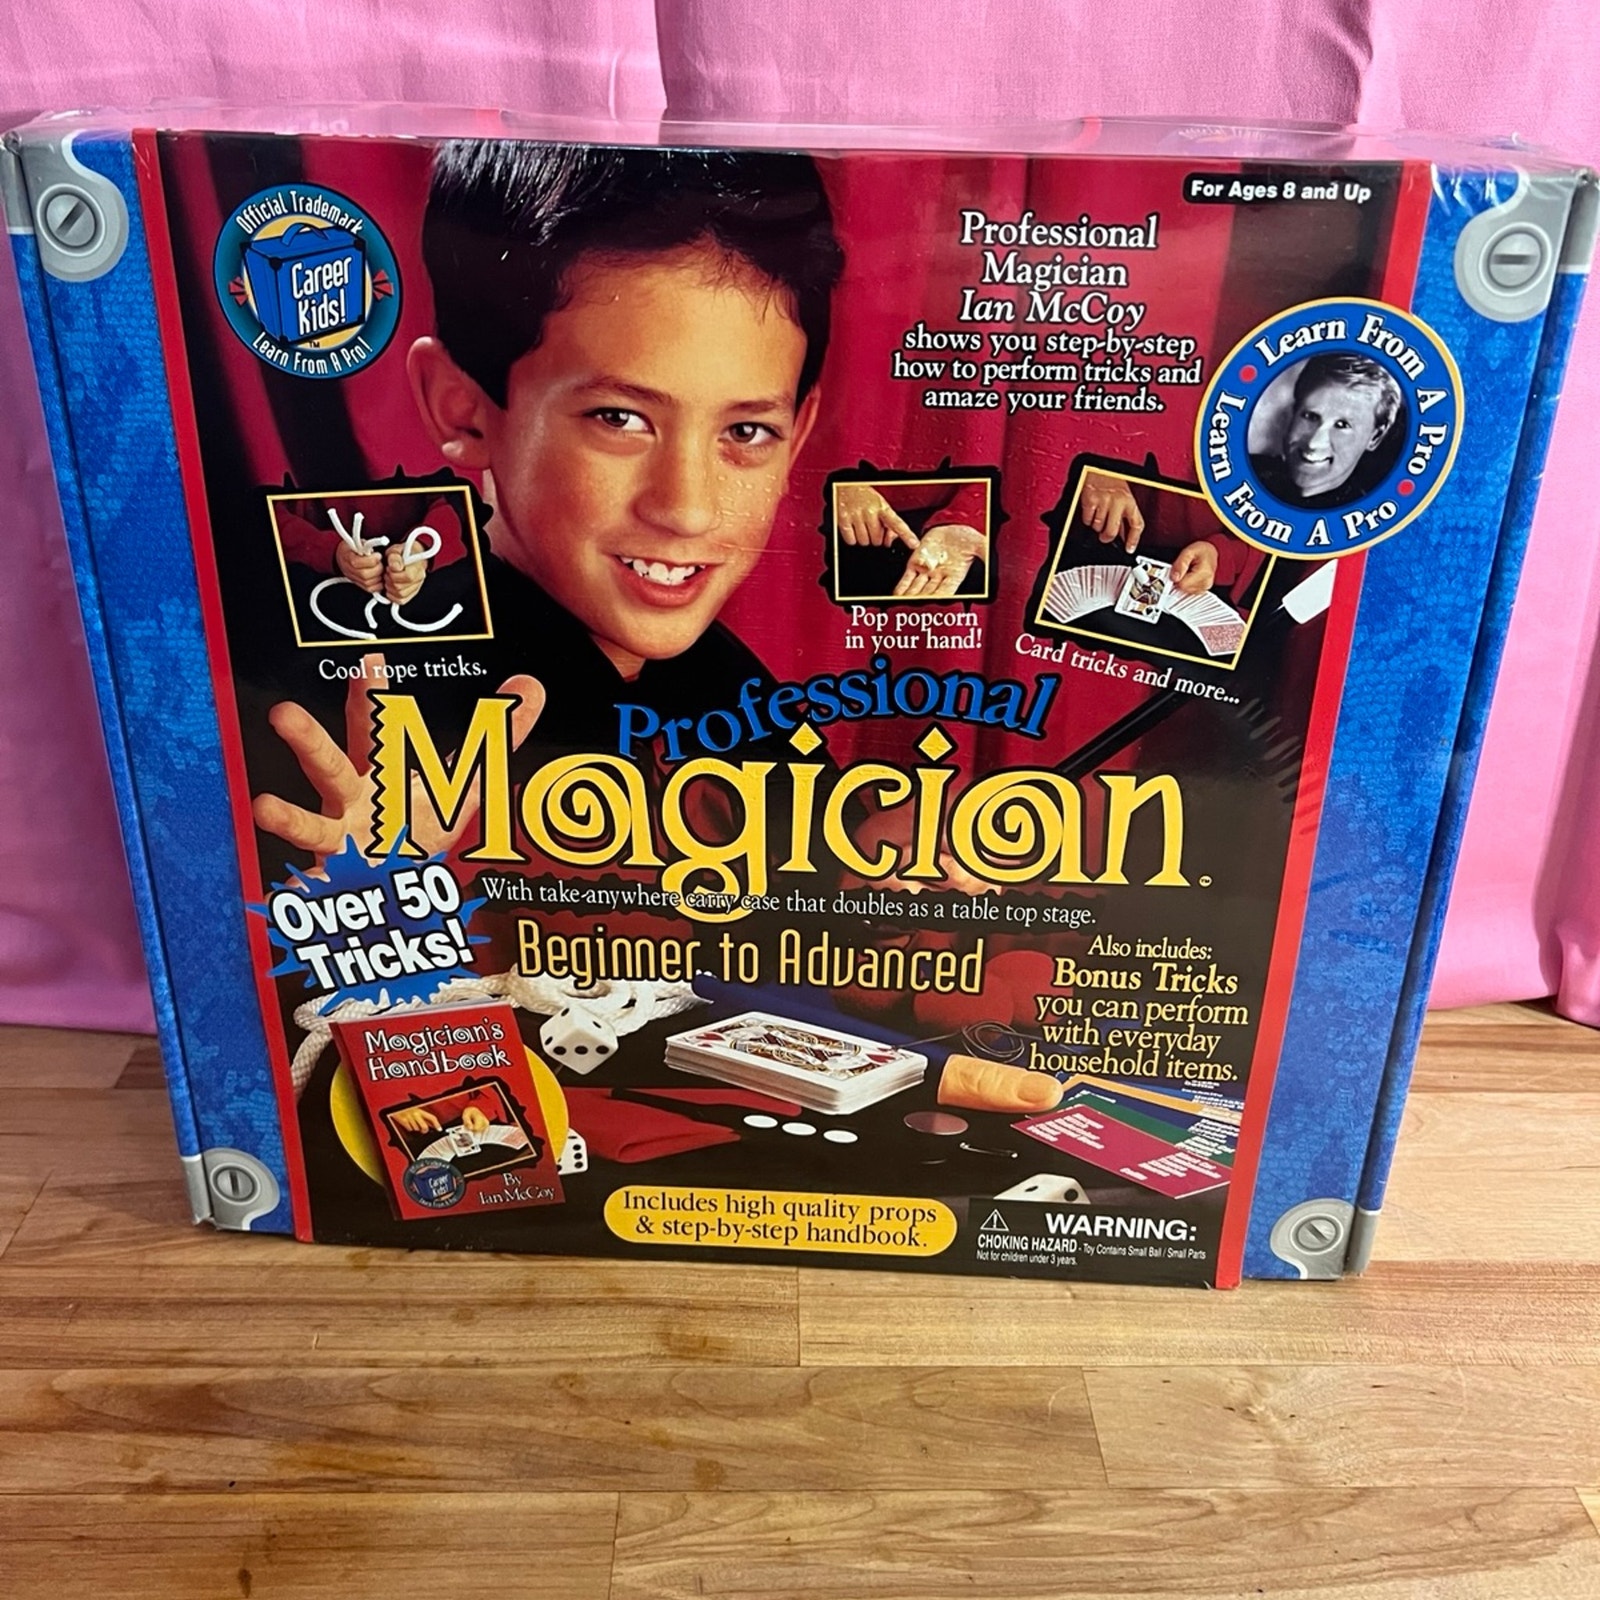 Official Trademark
Career
Kids!
TM
Learn From A Pro!
For Ages 8 and Up
Professional
Magician
Ian McCoy
shows you step-by-step
how to perform tricks and
amaze your friends.
Learn From A Pro
Learn From A Pro
Cool rope tricks.
Pop popcorn
in your hand!
Card tricks and more...
Professional
Magician
TM
With take-anywhere carry case that doubles as a table top stage.
Over 50
Tricks!
Beginner to Advanced
Also includes:
Bonus Tricks
you can perform
with everyday
household items.
Magician's
Handbook
Career
Kids!
By
Ian McCoy
Includes high quality props
& step-by-step handbook.
WARNING:
CHOKING HAZARD - Toy Contains Small Ball / Small Parts
Not for children under 3 years.